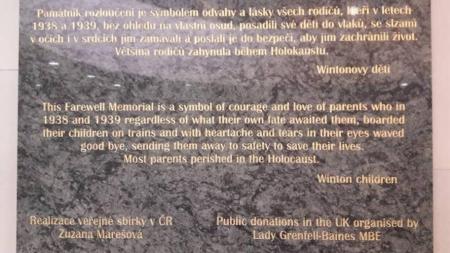 Památník rozloučení je symbolem odvahy a lásky všech rodičů, kteří v letech
1938 a 1939, bez ohledu na vlastní osud, posadili své děti do vlaků, se slzami
v očích i v srdcích jim zamávali a poslali je do bezpečí, aby jim zachránili život.
Většina rodičů zahynula během Holokaustu.
Wintonovy děti
This Farewell Memorial is a symbol of courage and love of parents who in
1938 and 1939 regardless of what their own fate awaited them, boarded
their children on trains and with heartache and tears in their eyes waved
good bye, sending them away to safety to save their lives.
Most parents perished in the Holocaust.
Winton children
Realizace veřejné sbírky v ČR
Zuzana Marešová
Public donations in the UK organised by
Lady Grenfell-Baines MBE